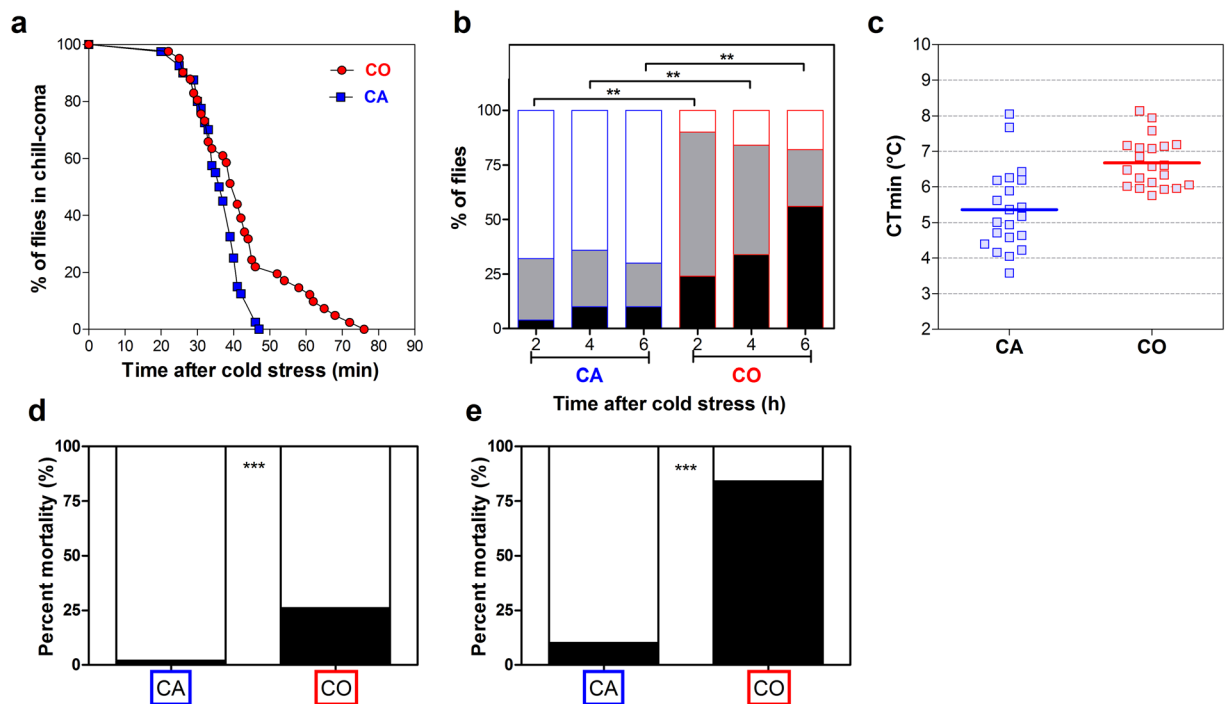 a
% of flies in chill-coma
100
80
60
40
20
0
0 10 20 30 40 50 60 70 80 90
Time after cold stress (min)
CO
CA
b
% of flies
100
75
50
25
0
** ** **
2 4 6 2 4 6
CA CO
Time after cold stress (h)
c
CTmin (°C)
10
9
8
7
6
5
4
3
2
CA CO
d
Percent mortality (%)
100
75
50
25
0
***
CA CO
e
Percent mortality (%)
100
75
50
25
0
***
CA CO